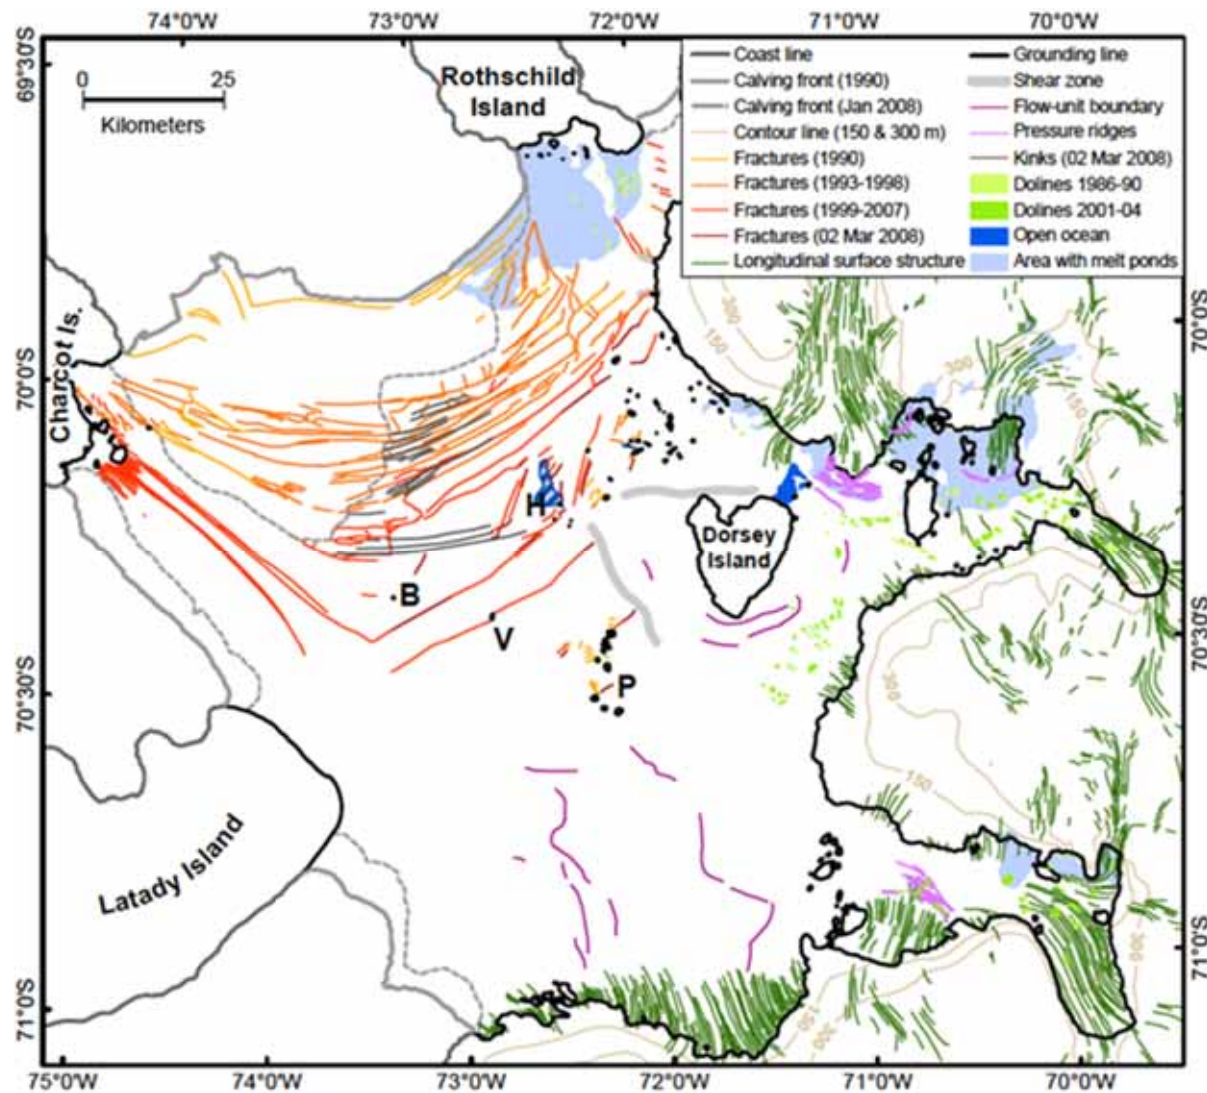 74°0'W 73°0'W 72°0'W 71°0'W 70°0'W
69°30'S
0 25
Kilometers
Rothschild
Island
Coast line
Calving front (1990)
Calving front (Jan 2008)
Contour line (150 & 300 m)
Fractures (1990)
Fractures (1993-1998)
Fractures (1999-2007)
Fractures (02 Mar 2008)
Longitudinal surface structure
Grounding line
Shear zone
Flow-unit boundary
Pressure ridges
Kinks (02 Mar 2008)
Dolines 1986-90
Dolines 2001-04
Open ocean
Area with melt ponds
300
150
300
150
70°0'S
70°0'S
Charcot Is.
H
Dorsey
Island
B
V
P
70°30'S
70°30'S
300
150
Latady Island
71°0'S
71°0'S
300
150
300
75°0'W 74°0'W 73°0'W 72°0'W 71°0'W 70°0'W